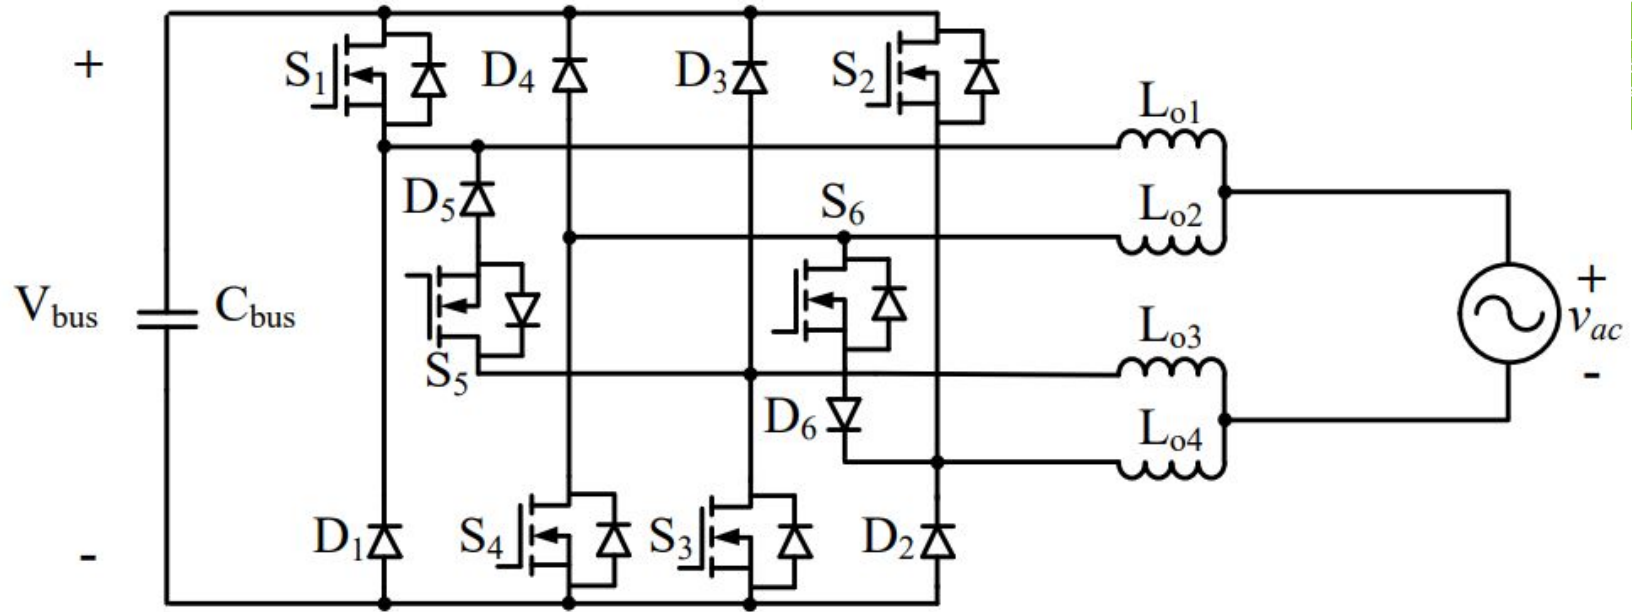 +
S1
D4
D3
S2
Lo1
D5
S6
Lo2
Vbus
Cbus
+
vac
-
S5
Lo3
D6
Lo4
-
D1
S4
S3
D2